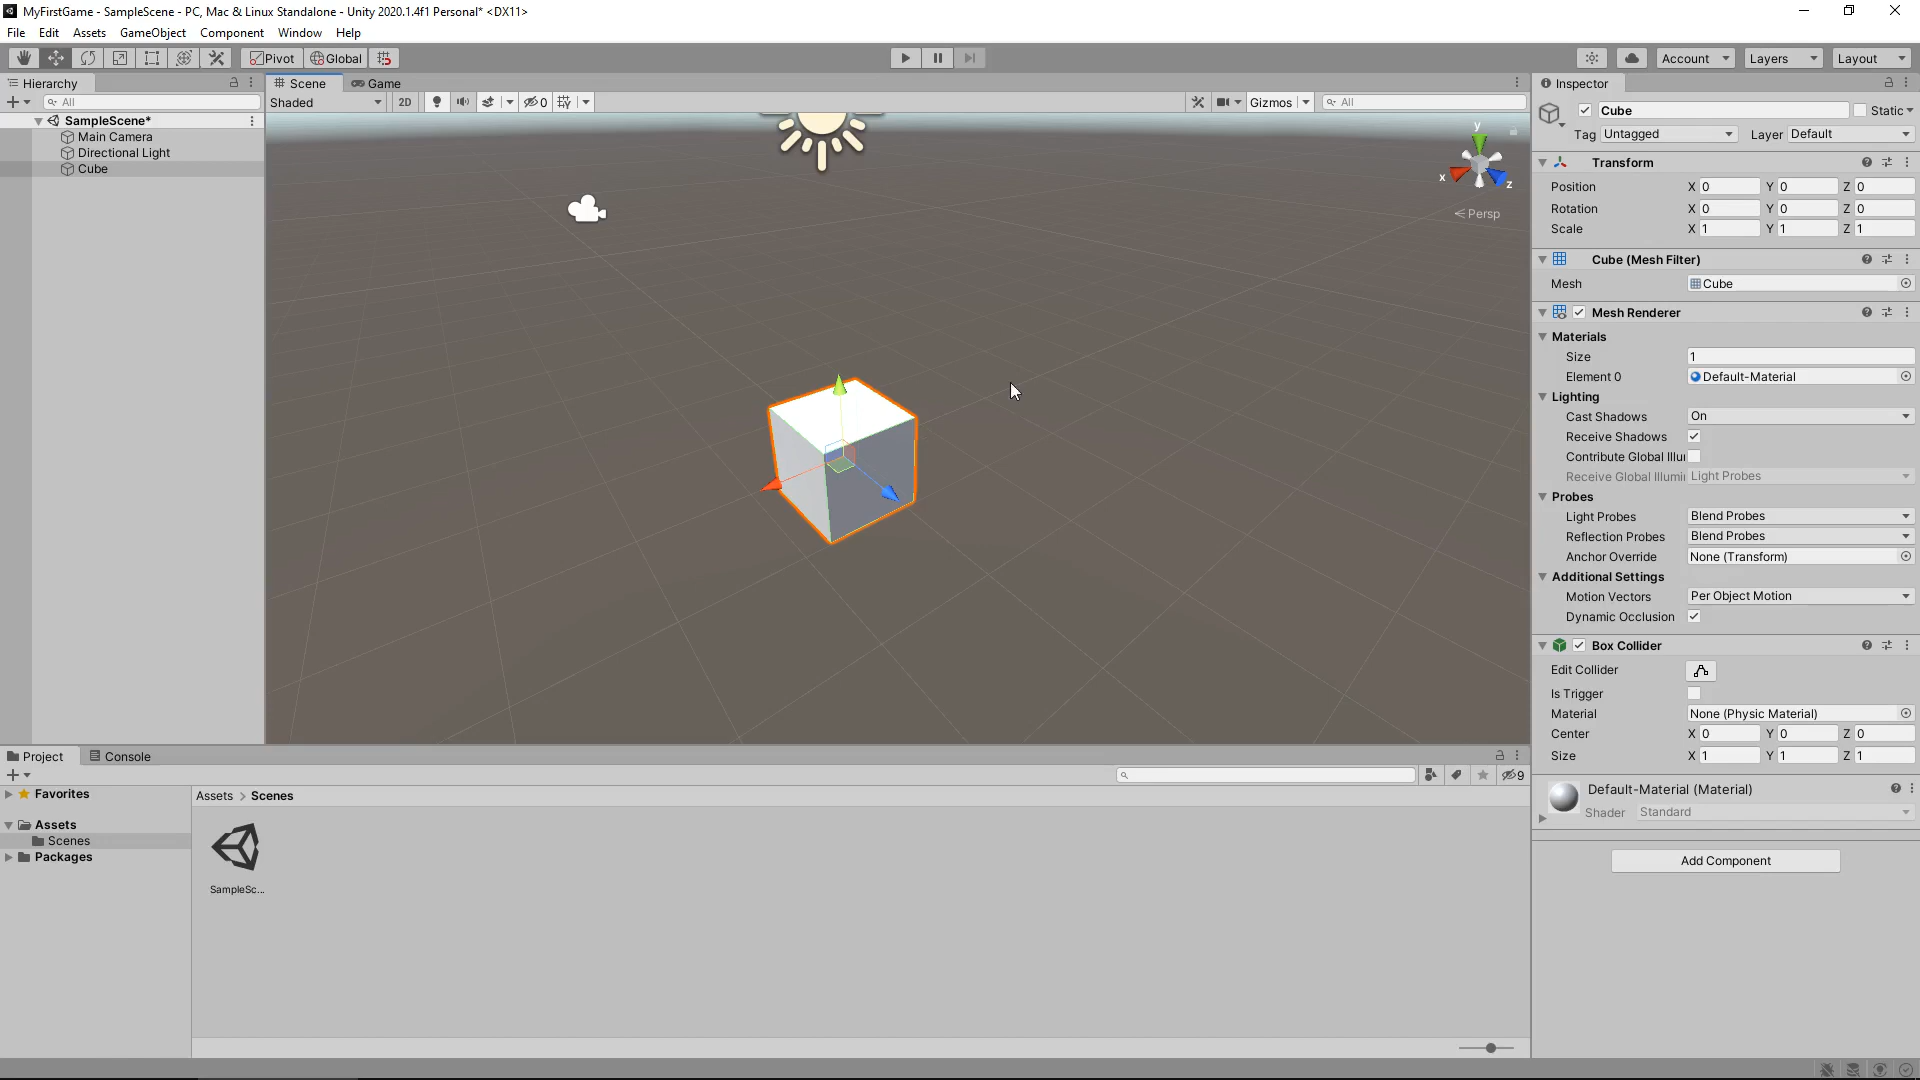 MyFirstGame - SampleScene - PC, Mac & Linux Standalone - Unity 2020.1.4f1 Personal* <DX11>
File Edit Assets GameObject Component Window Help
Pivot Global Account Layers Layout
Hierarchy
All
SampleScene*
Main Camera
Directional Light
Cube
Scene Game
Shaded 2D 0 Gizmos All
y
x
z
Persp
Inspector
Cube Static
Tag Untagged Layer Default
Transform
Position X 0 Y 0 Z 0
Rotation X 0 Y 0 Z 0
Scale X 1 Y 1 Z 1
Cube (Mesh Filter)
Mesh Cube
Mesh Renderer
Materials
Size 1
Element 0 Default-Material
Lighting
Cast Shadows On
Receive Shadows
Contribute Global Illu
Receive Global Illumi Light Probes
Probes
Light Probes Blend Probes
Reflection Probes Blend Probes
Anchor Override None (Transform)
Additional Settings
Motion Vectors Per Object Motion
Dynamic Occlusion
Box Collider
Edit Collider
Is Trigger
Material None (Physic Material)
Center X 0 Y 0 Z 0
Size X 1 Y 1 Z 1
Default-Material (Material)
Shader Standard
Add Component
Project Console
9
Favorites
Assets
Scenes
Packages
Assets > Scenes
SampleSc...